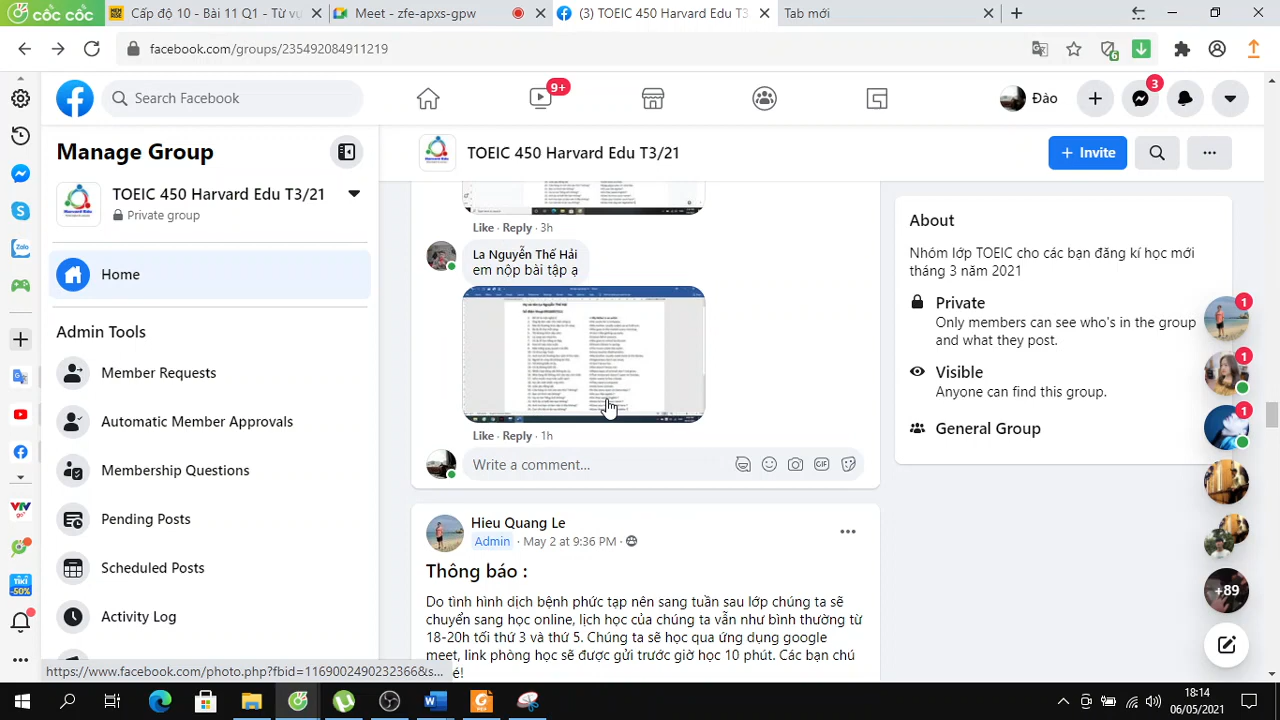 CỐC CỐC
Cấp độ 10 - Bài 11 Q1 - Từ v
Meet - zfe-apxs-gpw
(3) TOEIC 450 Harvard Edu T3
Tab mới
facebook.com/groups/235492084911219
6
Search Facebook
9+
Đào
3
Manage Group
TOEIC 450 Harvard Edu T3/21
Private group
Home
Admin Tools
Member Requests
Automatic Member Approvals
Membership Questions
Pending Posts
Scheduled Posts
Activity Log
Zalo
VTV
go
TIKI
-50%
https://www.facebook.com/photo.php?fbid=1169002490232366&s...
TOEIC 450 Harvard Edu T3/21
Invite
Like · Reply · 3h
La Nguyễn Thế Hải
em nộp bài tập ạ
Like · Reply · 1h
Write a comment...
GIF
Hieu Quang Le
Admin · May 2 at 9:36 PM ·
Thông báo :
Do tình hình dịch bệnh phức tạp nên sang tuần sau lớp chúng ta sẽ
chuyển sang học online, lịch học của chúng ta vẫn như bình thường từ
18-20h tối thứ 3 và thứ 5. Chúng ta sẽ học qua ứng dụng google
meet, link phòng học sẽ được gửi trước giờ học 10 phút. Các bạn chú
é!
About
Nhóm lớp TOEIC cho các bạn đăng kí học mới
tháng 3 năm 2021
Private
Only members can see who's in the group
and what they post.
Visible
Anyone can find this group.
General Group
1
1
1
+89
18:14
06/05/2021